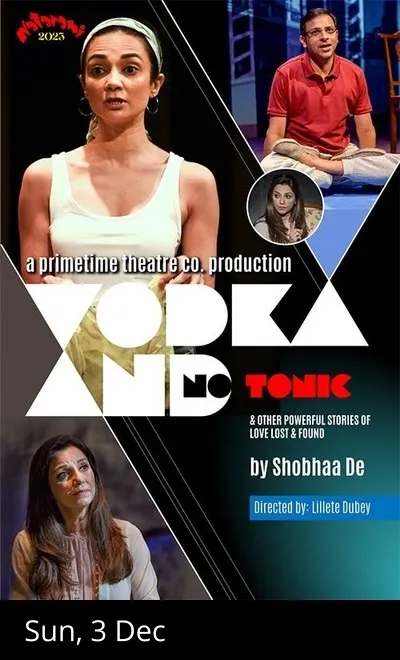 2023
a primetime theatre co. production
VODKA
AND NO TONIC
& OTHER POWERFUL STORIES OF
LOVE LOST & FOUND
by Shobhaa De
Directed by: Lillete Dubey
Sun, 3 Dec